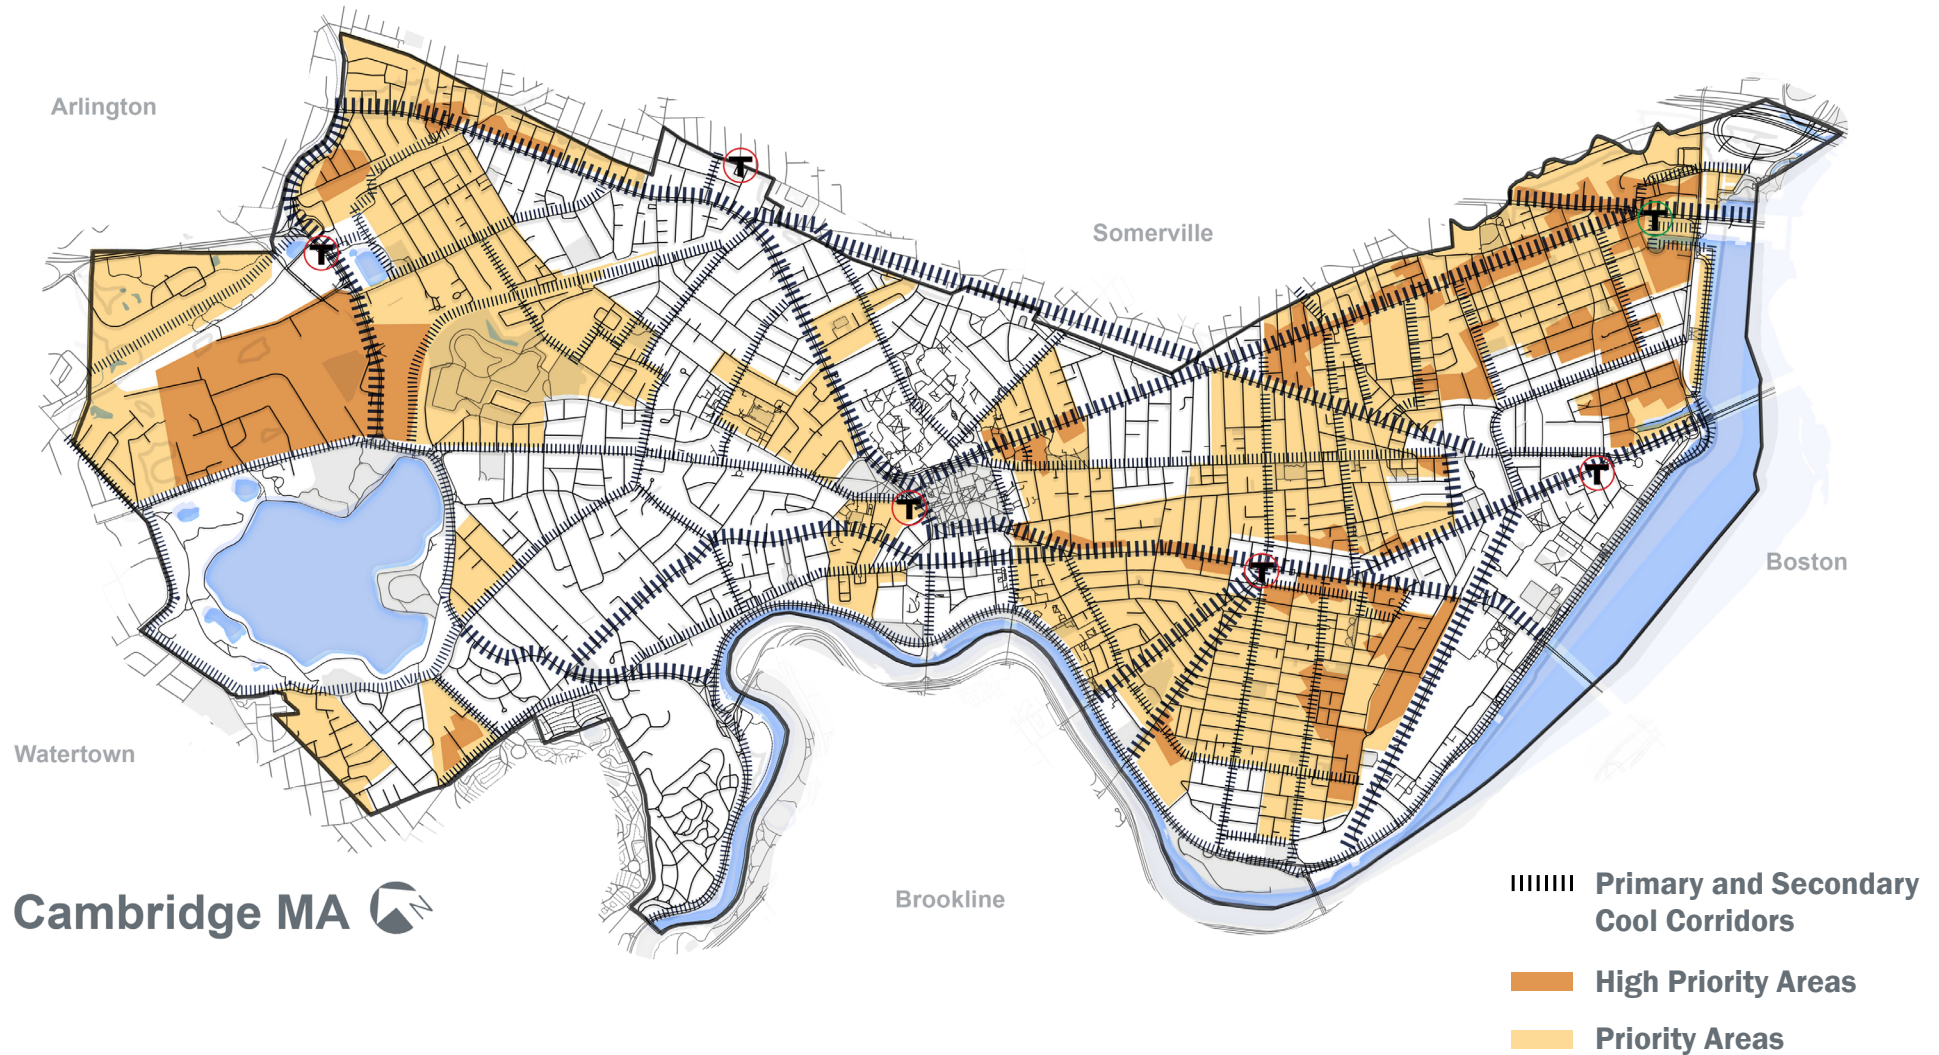 Arlington
Somerville
Boston
Watertown
Brookline
Cambridge MA
N
T
T
T
T
T
T
Primary and Secondary
Cool Corridors
High Priority Areas
Priority Areas